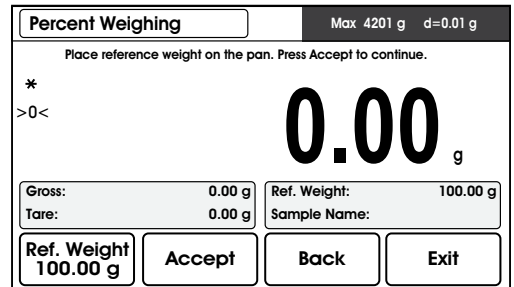 Percent Weighing Max 4201 g d=0.01 g
Place reference weight on the pan. Press Accept to continue.
*
>0<
0.00 g
Gross: 0.00 g Ref. Weight: 100.00 g
Tare: 0.00 g Sample Name:
Ref. Weight
100.00 g Accept Back Exit